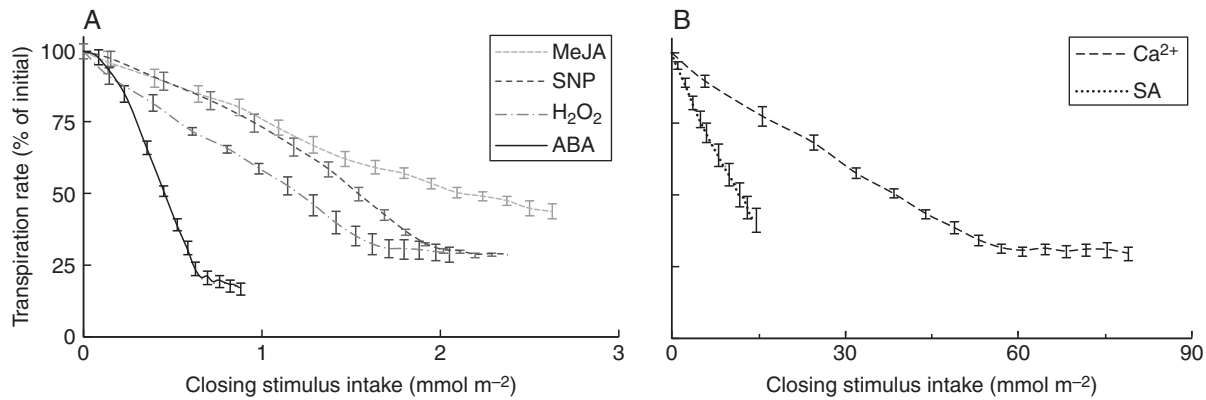 A
B
Transpiration rate (% of initial)
100
75
50
25
0
MeJA
SNP
H₂O₂
ABA
0 1 2 3
Closing stimulus intake (mmol m⁻²)
Ca²⁺
SA
0 30 60 90
Closing stimulus intake (mmol m⁻²)